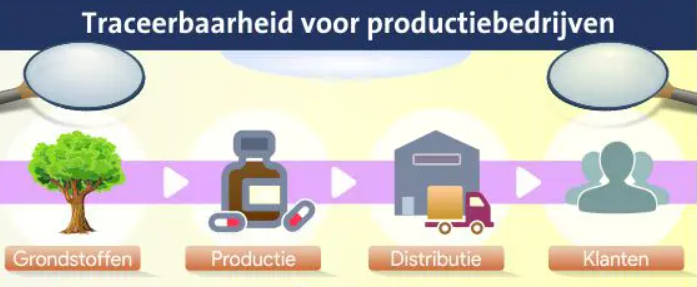 Traceerbaarheid voor productiebedrijven
Grondstoffen
Productie
Distributie
Klanten